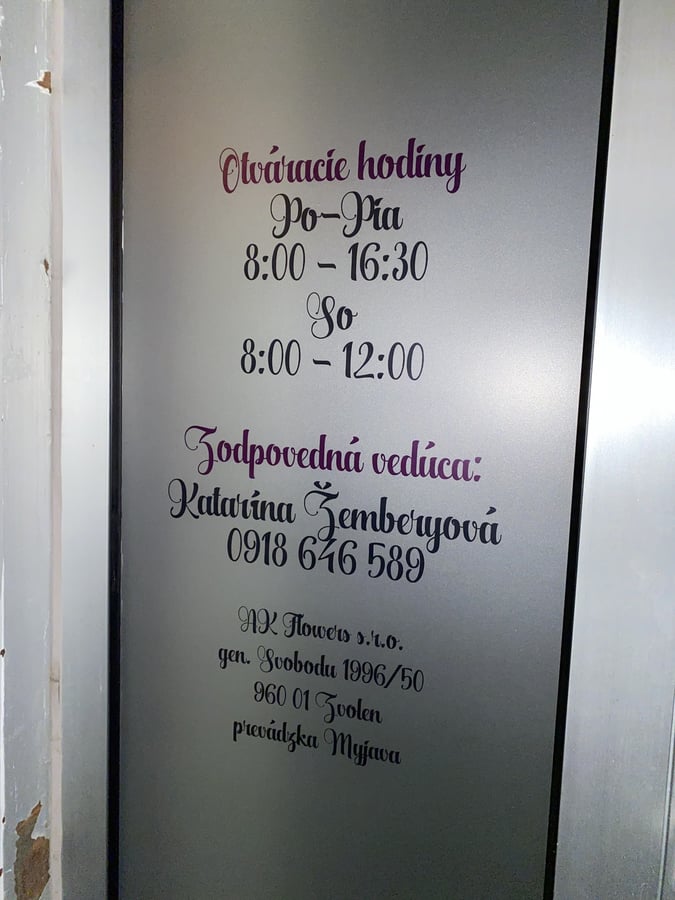 Otváracie hodiny
Po-Pia
8:00 - 16:30
So
8:00 - 12:00
Zodpovedná vedúca:
Katarína Žemberyová
0918 646 589
AK Flowers s.r.o.
gen. Svobodu 1996/50
960 01 Zvolen
prevádzka Myjava